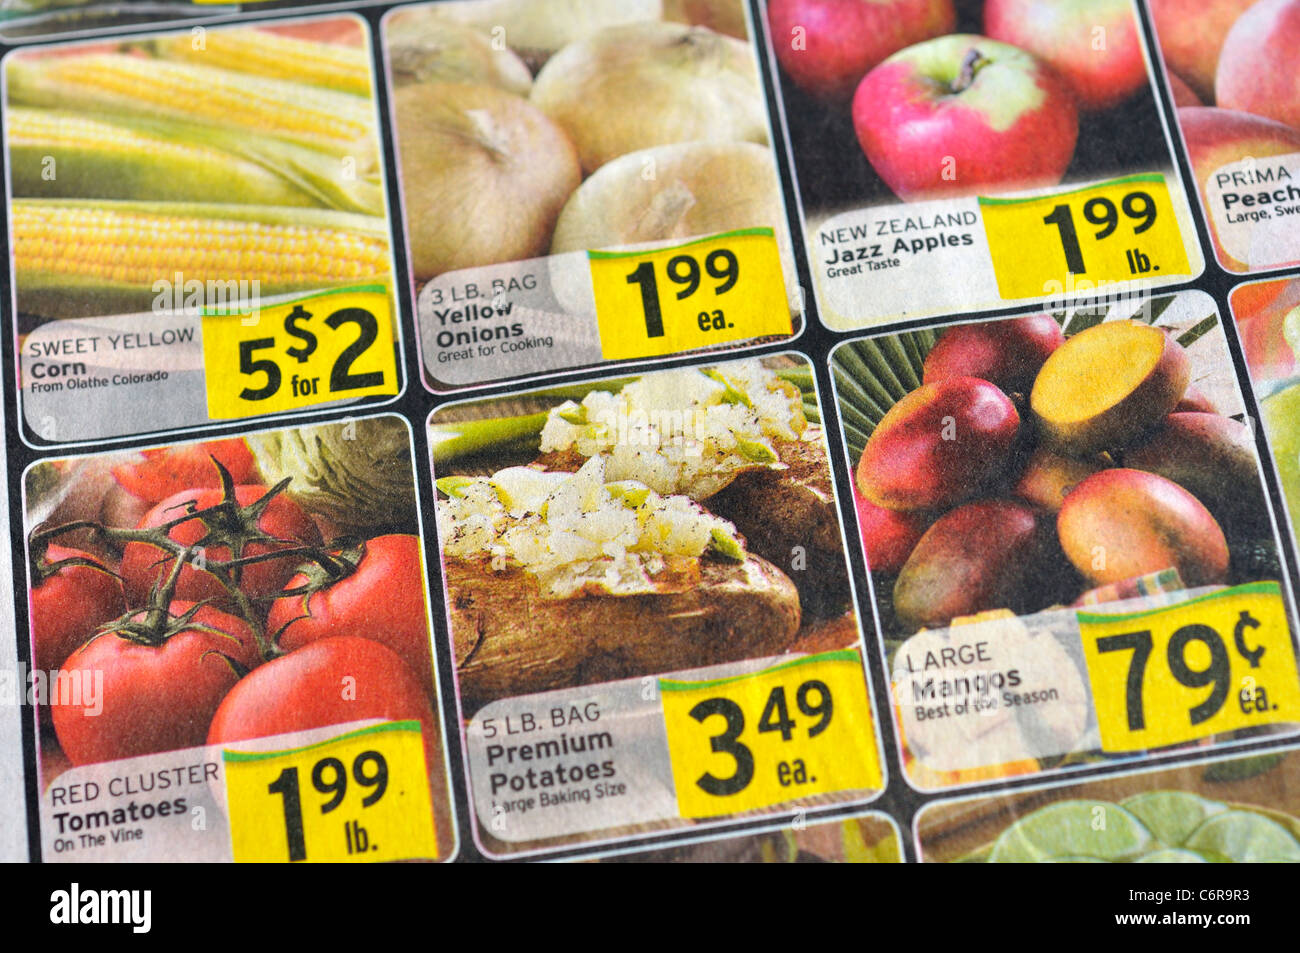 SWEET YELLOW
Corn
From Olathe Colorado
5 for $2
3 LB. BAG
Yellow
Onions
Great for Cooking
1 99
ea.
NEW ZEALAND
Jazz Apples
Great Taste
1 99
lb.
PRIMA
Peach
Large, Swe
RED CLUSTER
Tomatoes
On The Vine
1 99
lb.
5 LB. BAG
Premium
Potatoes
Large Baking Size
3 49
ea.
LARGE
Mangos
Best of the Season
79¢
ea.
alamy
alamy
Image ID: C6R9R3
www.alamy.com